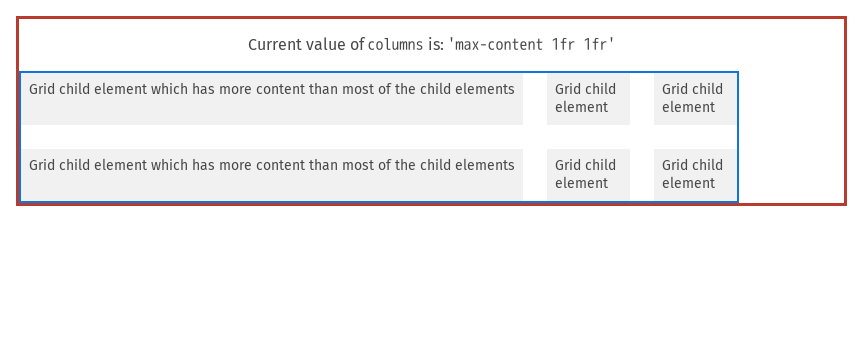 Current value of columns is: 'max-content 1fr 1fr'
Grid child element which has more content than most of the child elements
Grid child
element
Grid child
element
Grid child element which has more content than most of the child elements
Grid child
element
Grid child
element